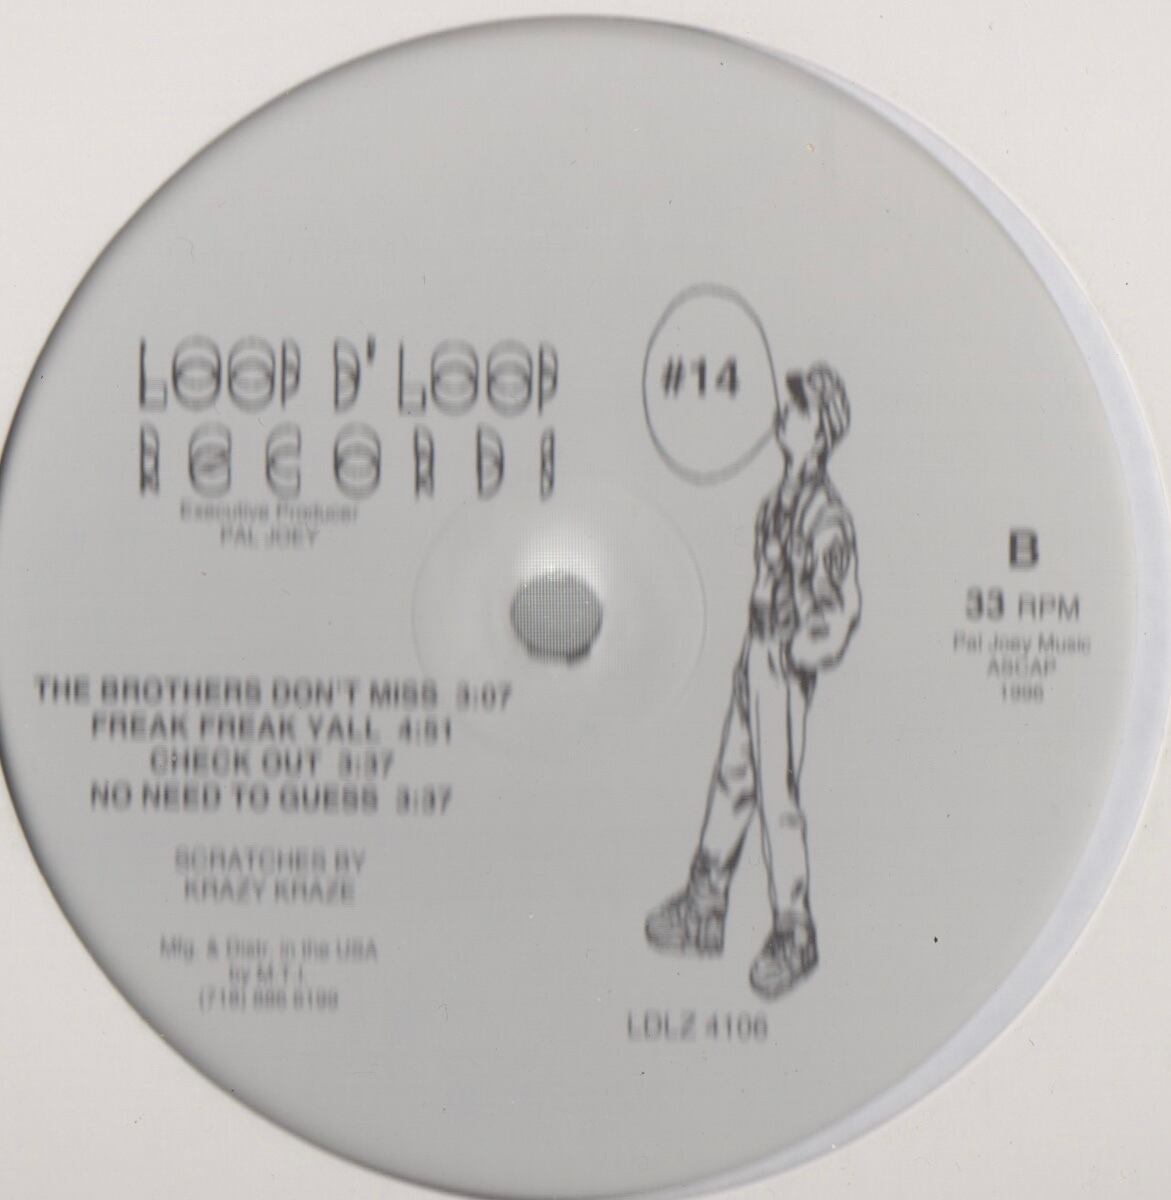 LOOP D' LOOP
RECORDS
Executive Producer
PAL JOEY
#14
B
33 RPM
Pal Joey Music
ASCAP
1996
THE BROTHERS DON'T MISS 3:07
FREAK FREAK YALL 4:51
CHECK OUT 3:37
NO NEED TO GUESS 3:37
SCRATCHES BY
KRAZY KRAZE
Mfg. & Distr. in the USA
by M.T.I.
(718)
LDLZ 4106